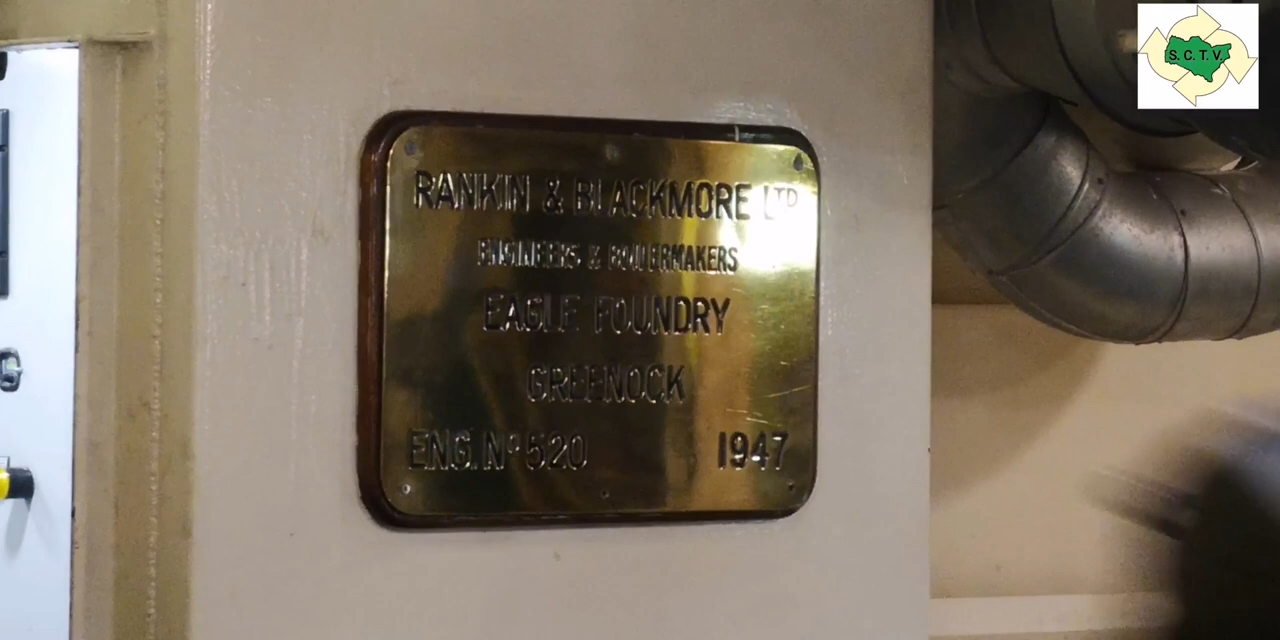 S. C. T. V.
RANKIN & BLACKMORE LTD
ENGINEERS & BOILERMAKERS
EAGLE FOUNDRY
GREENOCK
ENG. Nº 520 1947